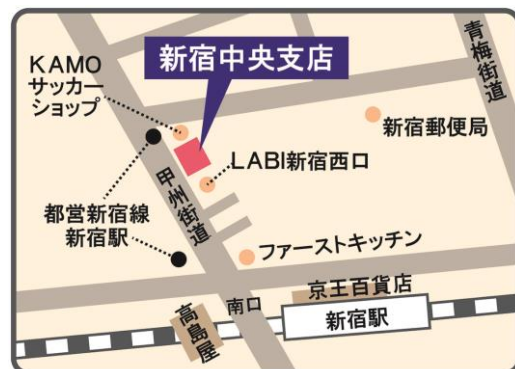 新宿中央支店
KAMO
サッカー
ショップ
青梅街道
新宿郵便局
LABI新宿西口
甲州街道
都営新宿線
新宿駅
ファーストキッチン
京王百貨店
南口
高島屋
新宿駅